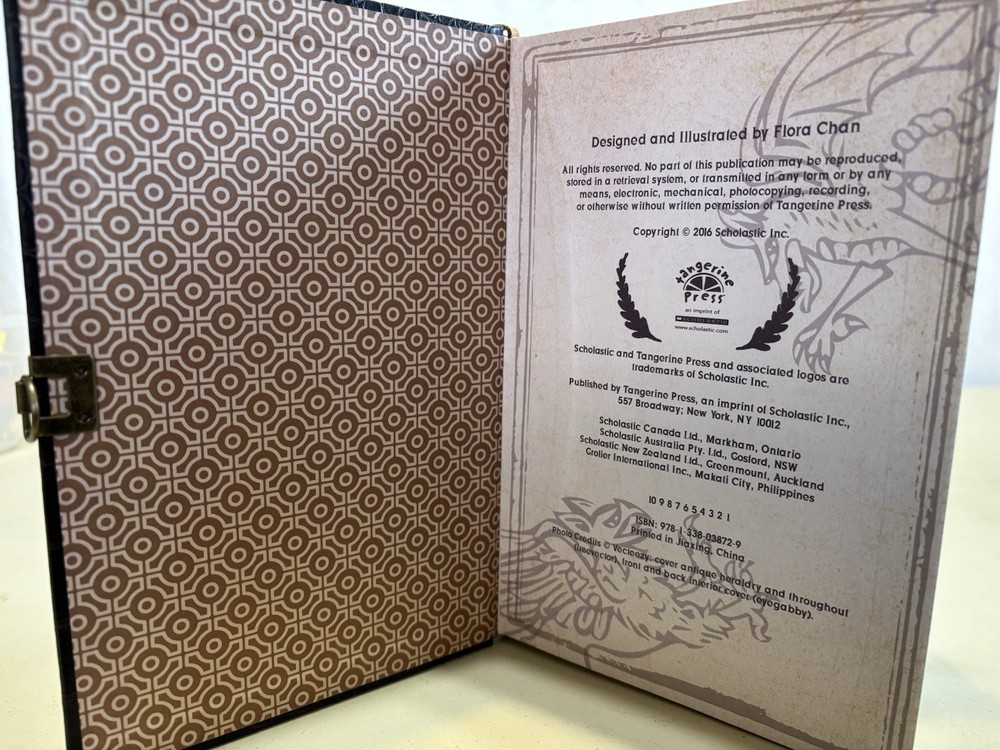 Designed and Illustrated by Flora Chan
All rights reserved. No part of this publication may be reproduced,
stored in a retrieval system, or transmitted in any form or by any
means, electronic, mechanical, photocopying, recording,
or otherwise without written permission of Tangerine Press.
Copyright © 2016 Scholastic Inc.
tangerine
Press
an imprint of
SCHOLASTIC
www.scholastic.com
Scholastic and Tangerine Press and associated logos are
trademarks of Scholastic Inc.
Published by Tangerine Press, an imprint of Scholastic Inc.,
557 Broadway; New York, NY 10012
Scholastic Canada Ltd., Markham, Ontario
Scholastic Australia Pty. Ltd., Gosford, NSW
Scholastic New Zealand Ltd., Greenmount, Auckland
Grolier International Inc., Makati City, Philippines
10 9 8 7 6 5 4 3 2 1
ISBN: 978-1-338-03872-9
Printed in Jiaxing, China
Photo Credits © Vecteezy: cover antique heraldry and throughout
(freevector), front and back interior cover (eyegabby).